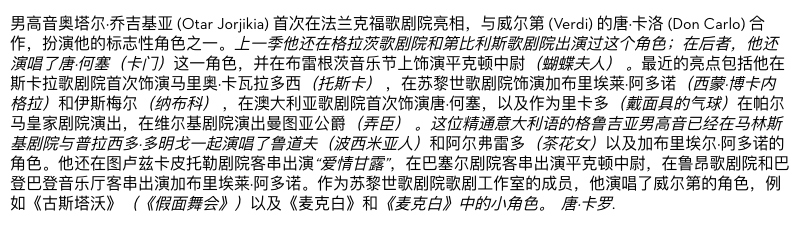 男高音奥塔尔·乔吉基亚 (Otar Jorjikia) 首次在法兰克福歌剧院亮相，与威尔第 (Verdi) 的唐·卡洛 (Don Carlo) 合
作，扮演他的标志性角色之一。上一季他还在格拉茨歌剧院和第比利斯歌剧院出演过这个角色；在后者，他还
演唱了唐·何塞（卡门）这一角色，并在布雷根茨音乐节上饰演平克顿中尉（蝴蝶夫人） 。最近的亮点包括他在
斯卡拉歌剧院首次饰演马里奥·卡瓦拉多西（托斯卡） ，在苏黎世歌剧院饰演加布里埃莱·阿多诺（西蒙·博卡内
格拉）和伊斯梅尔（纳布科） ，在澳大利亚歌剧院首次饰演唐·何塞，以及作为里卡多（戴面具的气球）在帕尔
马皇家剧院演出，在维尔基剧院演出曼图亚公爵（弄臣） 。这位精通意大利语的格鲁吉亚男高音已经在马林斯
基剧院与普拉西多·多明戈一起演唱了鲁道夫（波西米亚人）和阿尔弗雷多（茶花女）以及加布里埃尔·阿多诺的
角色。他还在图卢兹卡皮托勒剧院客串出演“爱情甘露”，在巴塞尔剧院客串出演平克顿中尉，在鲁昂歌剧院和巴
登巴登音乐厅客串出演加布里埃莱·阿多诺。作为苏黎世歌剧院歌剧工作室的成员，他演唱了威尔第的角色，例
如《古斯塔沃》（《假面舞会》）以及《麦克白》和《麦克白》中的小角色。 唐·卡罗.